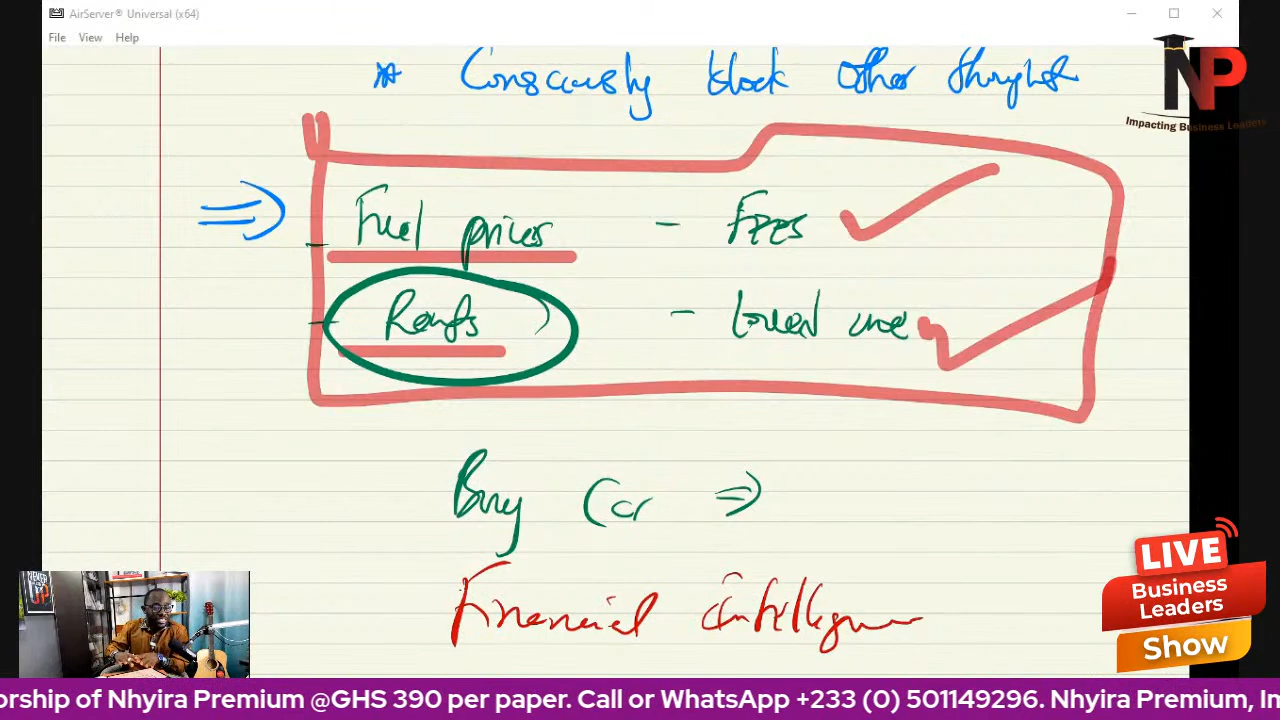 AirServer® Universal (x64)
File View Help
* Consciously block other thoughts
NP
Impacting Business Leaders
⇒ Fuel prices - Fees
- Rents -
Buy Car ⇒
Financial intelligence
LIVE
Business
Leaders
Show
orship of Nhyira Premium @GHS 390 per paper. Call or WhatsApp +233 (0) 501149296. Nhyira Premium, In